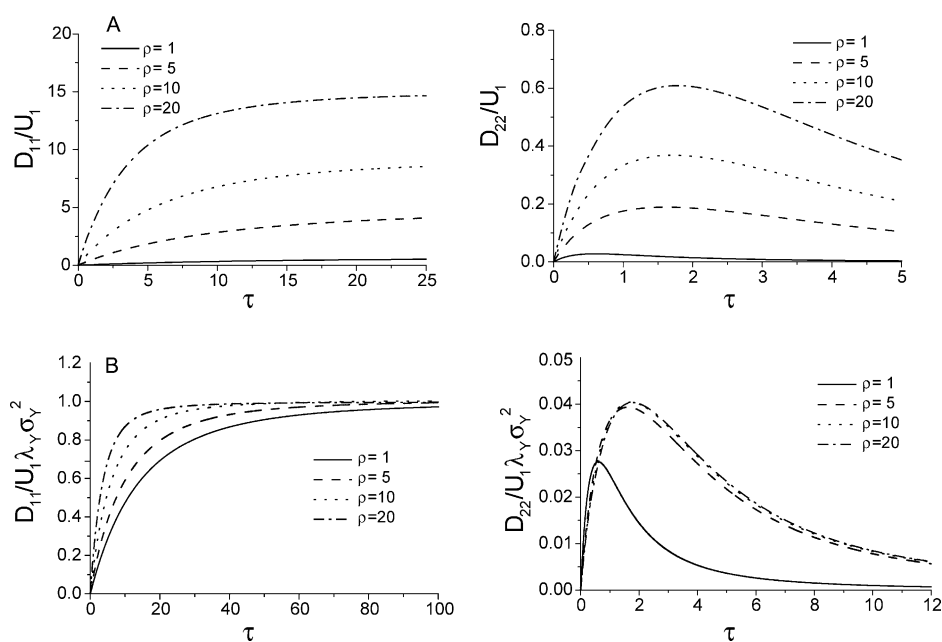 A
ρ= 1
ρ= 5
ρ= 10
ρ=20
D₁₁/U₁
20
15
10
5
0
0 5 10 15 20 25
τ
ρ= 1
ρ= 5
ρ= 10
ρ=20
D₂₂/U₁
0.8
0.6
0.4
0.2
0.0
0 1 2 3 4 5
τ
B
ρ= 1
ρ= 5
ρ=10
ρ=20
D₁₁/U₁λ_Yσ_Y²
1.2
1.0
0.8
0.6
0.4
0.2
0.0
0 20 40 60 80 100
τ
ρ= 1
ρ= 5
ρ=10
ρ=20
D₂₂/U₁λ_Yσ_Y²
0.05
0.04
0.03
0.02
0.01
0.00
0 2 4 6 8 10 12
τ